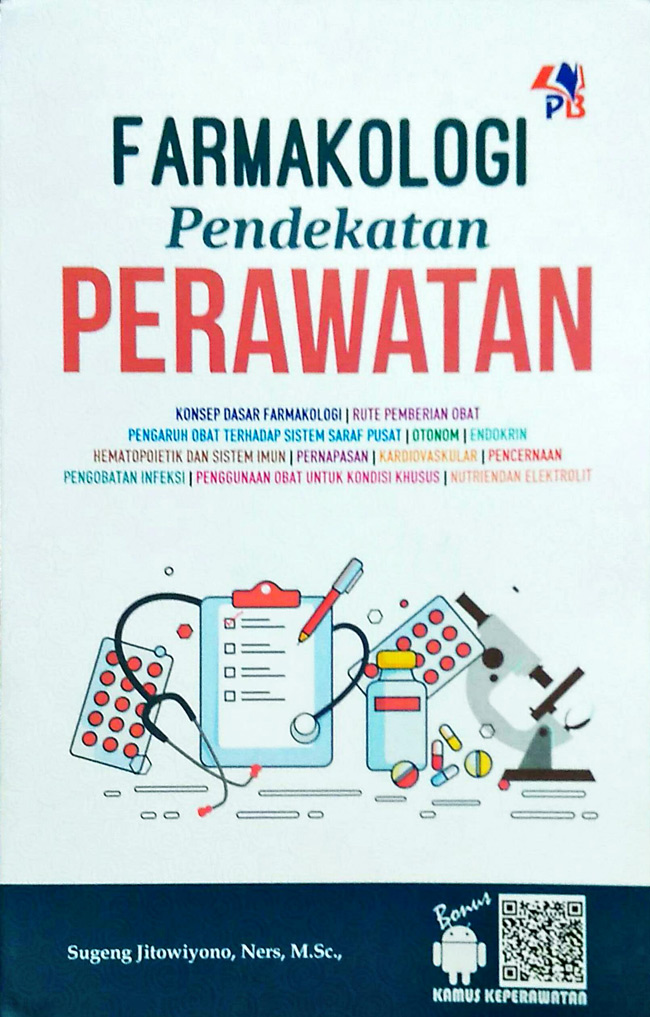 PB
FARMAKOLOGI
Pendekatan
PERAWATAN
KONSEP DASAR FARMAKOLOGI | RUTE PEMBERIAN OBAT
PENGARUH OBAT TERHADAP SISTEM SARAF PUSAT | OTONOM | ENDOKRIN
HEMATOPOIETIK DAN SISTEM IMUN | PERNAPASAN | KARDIOVASKULAR | PENCERNAAN
PENGOBATAN INFEKSI | PENGGUNAAN OBAT UNTUK KONDISI KHUSUS | NUTRIENDAN ELEKTROLIT
Sugeng Jitowiyono, Ners, M.Sc.,
Bonus
KAMUS KEPERAWATAN